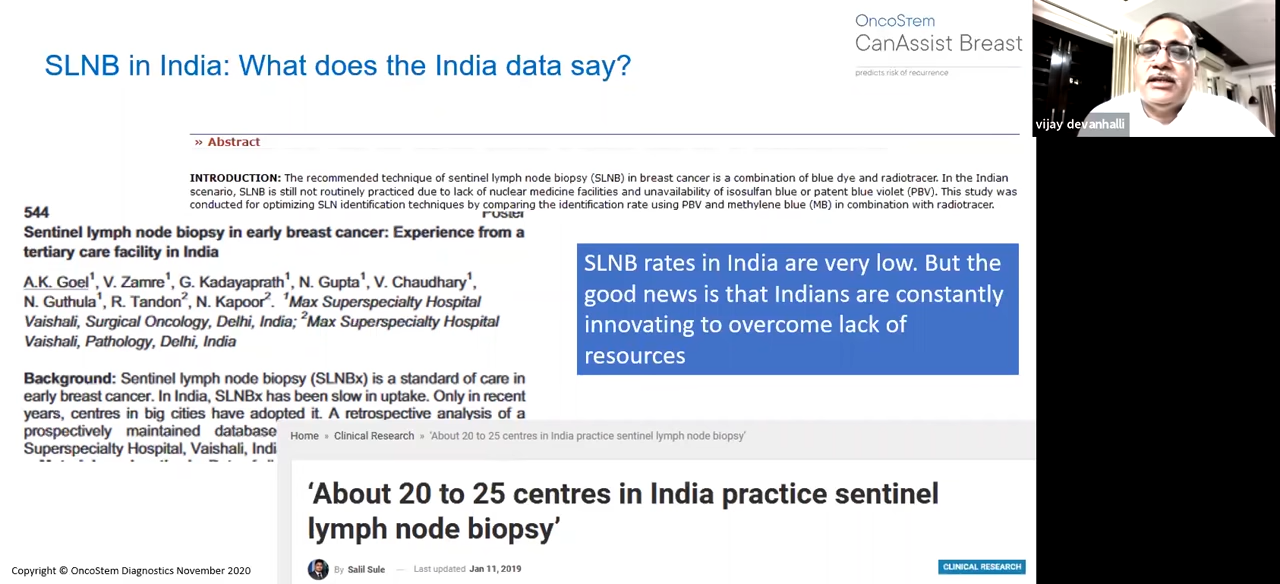 SLNB in India: What does the India data say?
OncoStem
CanAssist Breast
predicts risk of recurrence
vijay devanhalli
» Abstract
INTRODUCTION: The recommended technique of sentinel lymph node biopsy (SLNB) in breast cancer is a combination of blue dye and radiotracer. In the Indian
scenario, SLNB is still not routinely practiced due to lack of nuclear medicine facilities and unavailability of isosulfan blue or patent blue violet (PBV). This study was
conducted for optimizing SLN identification techniques by comparing the identification rate using PBV and methylene blue (MB) in combination with radiotracer.
544
Poster
Sentinel lymph node biopsy in early breast cancer: Experience from a
tertiary care facility in India
A.K. Goel1, V. Zamre1, G. Kadayaprath1, N. Gupta1, V. Chaudhary1,
N. Guthula1, R. Tandon2, N. Kapoor2. 1Max Superspecialty Hospital
Vaishali, Surgical Oncology, Delhi, India; 2Max Superspecialty Hospital
Vaishali, Pathology, Delhi, India
Background: Sentinel lymph node biopsy (SLNBx) is a standard of care in
early breast cancer. In India, SLNBx has been slow in uptake. Only in recent
years, centres in big cities have adopted it. A retrospective analysis of a
prospectively maintained database
Superspecialty Hospital, Vaishali, Indi
SLNB rates in India are very low. But the
good news is that Indians are constantly
innovating to overcome lack of
resources
Home » Clinical Research » 'About 20 to 25 centres in India practice sentinel lymph node biopsy'
‘About 20 to 25 centres in India practice sentinel
lymph node biopsy’
By Salil Sule — Last updated Jan 11, 2019
CLINICAL RESEARCH
Copyright © OncoStem Diagnostics November 2020